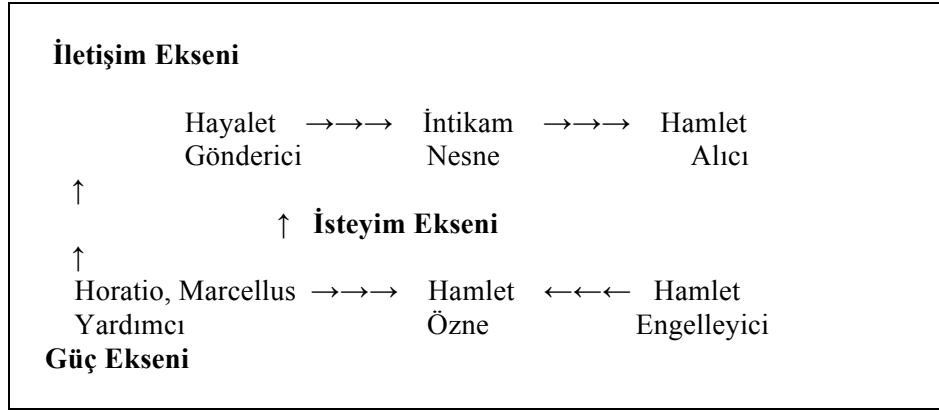 İletişim Ekseni
Hayalet →→→ İntikam →→→ Hamlet
Gönderici Nesne Alıcı
↑
↑ İsteyim Ekseni
↑
Horatio, Marcellus →→→ Hamlet ←←← Hamlet
Yardımcı Özne Engelleyici
Güç Ekseni